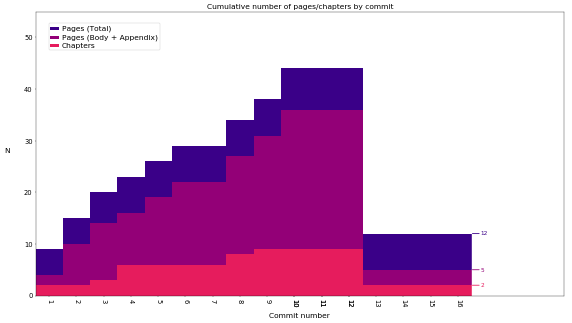 Cumulative number of pages/chapters by commit
Pages (Total)
Pages (Body + Appendix)
Chapters
50
40
30
20
10
0
N
12
5
2
1 2 3 4 5 6 7 8 9 10 11 12 13 14 15 16
Commit number